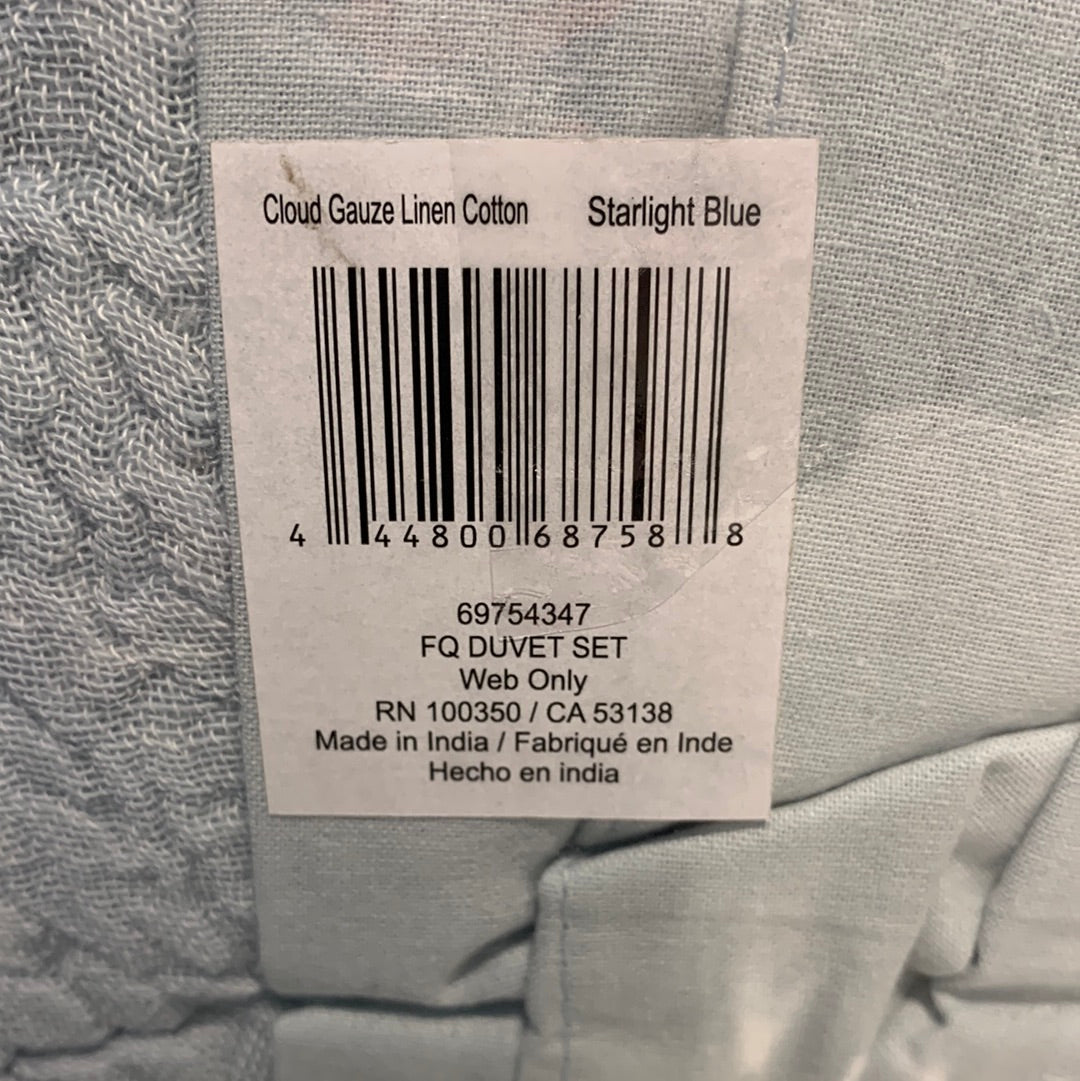 Cloud Gauze Linen Cotton Starlight Blue
4 44800 68758 8
69754347
FQ DUVET SET
Web Only
RN 100350 / CA 53138
Made in India / Fabriqué en Inde
Hecho en india